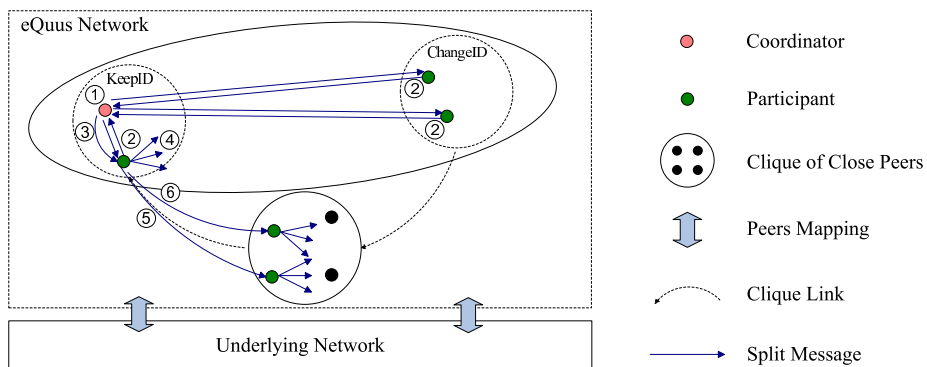 eQuus Network
KeepID
ChangeID
1
2
2
3
2
4
6
5
Underlying Network
Coordinator
Participant
Clique of Close Peers
Peers Mapping
Clique Link
Split Message